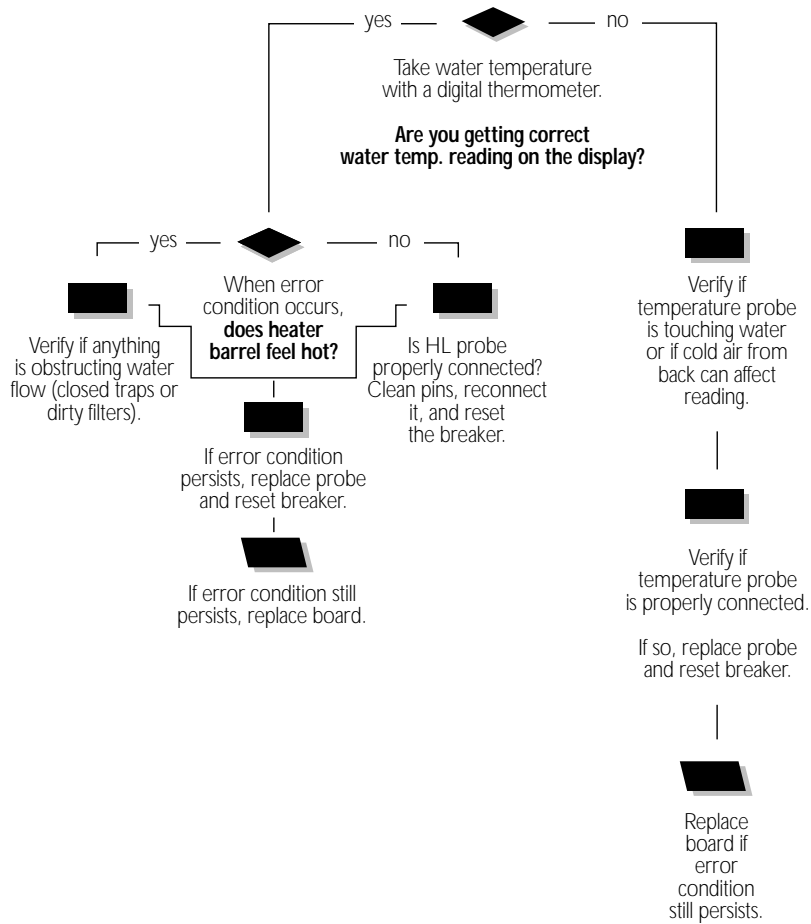 yes
no
Take water temperature
with a digital thermometer.
Are you getting correct
water temp. reading on the display?
yes
no
When error
condition occurs,
does heater
barrel feel hot?
Verify if anything
is obstructing water
flow (closed traps or
dirty filters).
Is HL probe
properly connected?
Clean pins, reconnect
it, and reset
the breaker.
If error condition
persists, replace probe
and reset breaker.
If error condition still
persists, replace board.
Verify if
temperature probe
is touching water
or if cold air from
back can affect
reading.
Verify if
temperature probe
is properly connected.
If so, replace probe
and reset breaker.
Replace
board if
error
condition
still persists.